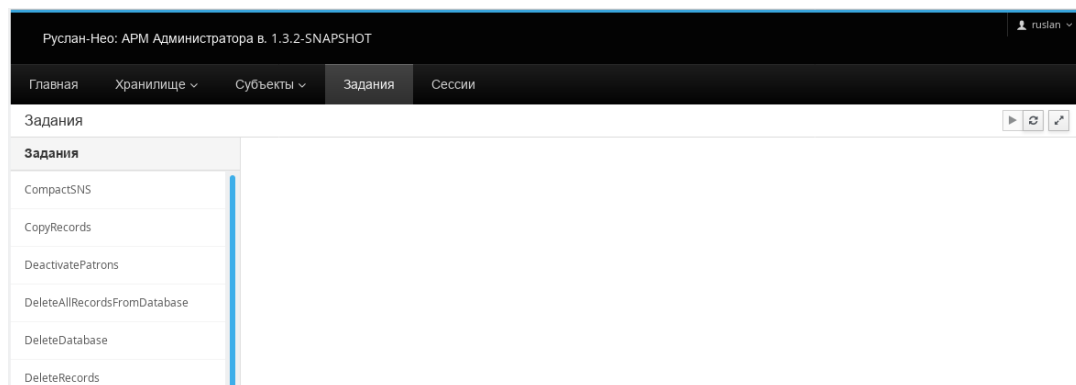 Руслан-Нео: АРМ Администратора в. 1.3.2-SNAPSHOT
ruslan
Главная Хранилище Субъекты Задания Сессии
Задания
Задания
CompactSNS
CopyRecords
DeactivatePatrons
DeleteAllRecordsFromDatabase
DeleteDatabase
DeleteRecords